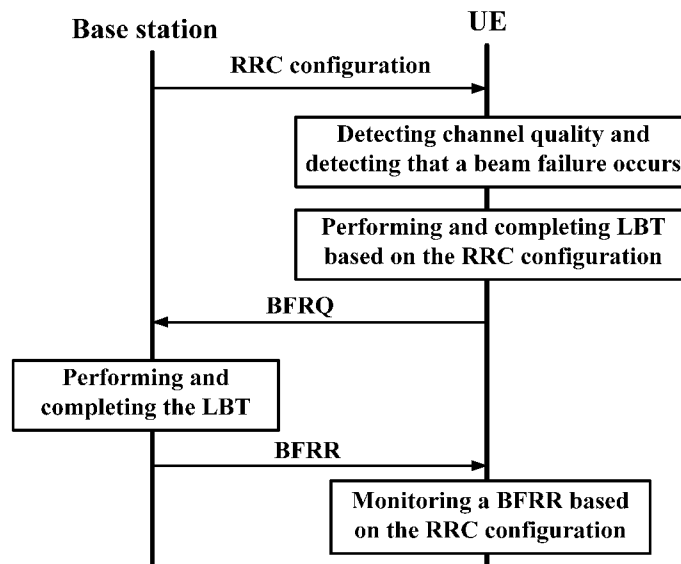 Base station
UE
RRC configuration
Detecting channel quality and
detecting that a beam failure occurs
Performing and completing LBT
based on the RRC configuration
BFRQ
Performing and
completing the LBT
BFRR
Monitoring a BFRR based
on the RRC configuration